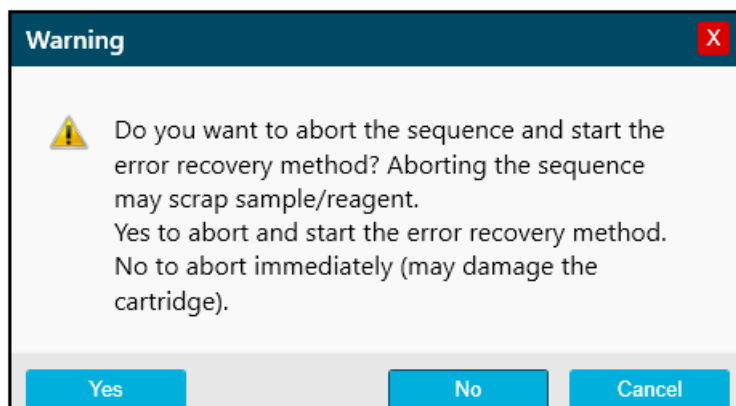 Warning
X
Do you want to abort the sequence and start the
error recovery method? Aborting the sequence
may scrap sample/reagent.
Yes to abort and start the error recovery method.
No to abort immediately (may damage the
cartridge).
Yes
No
Cancel